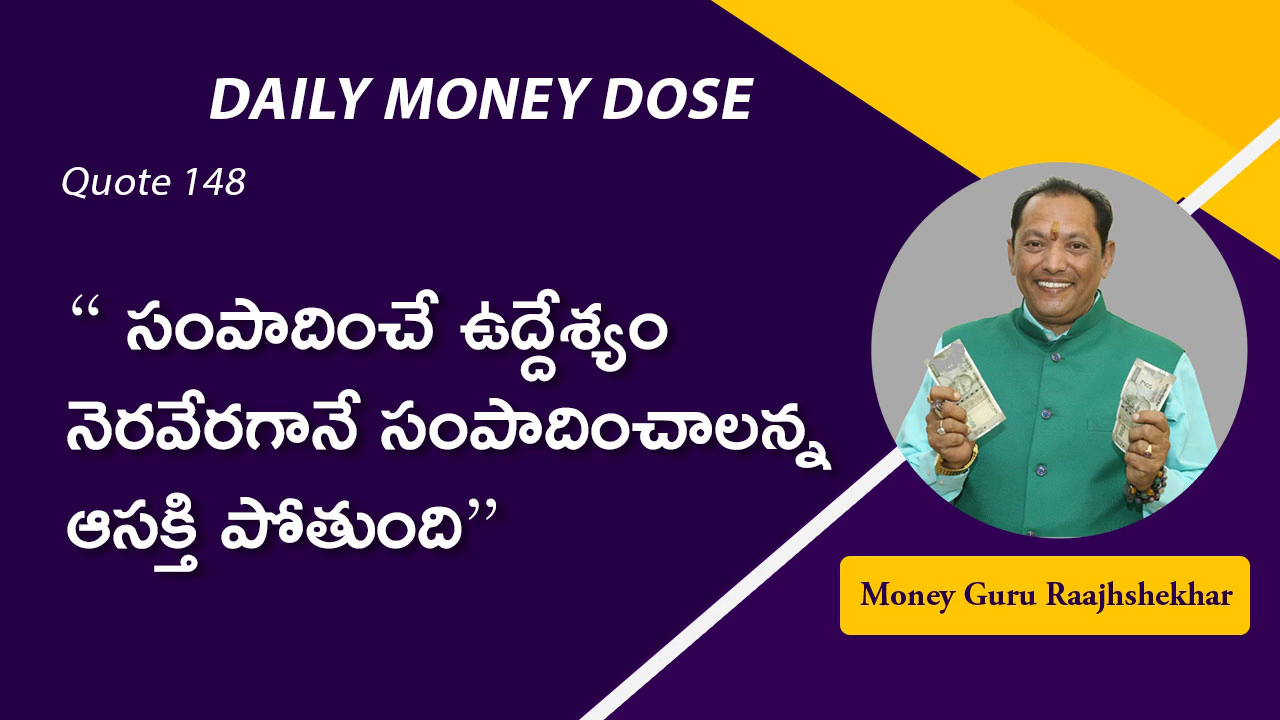 DAILY MONEY DOSE
Quote 148
“ సంపాదించే ఉద్దేశ్యం
నెరవేరగానే సంపాదించాలన్న
ఆసక్తి పోతుంది”
Money Guru Raajhshekhar